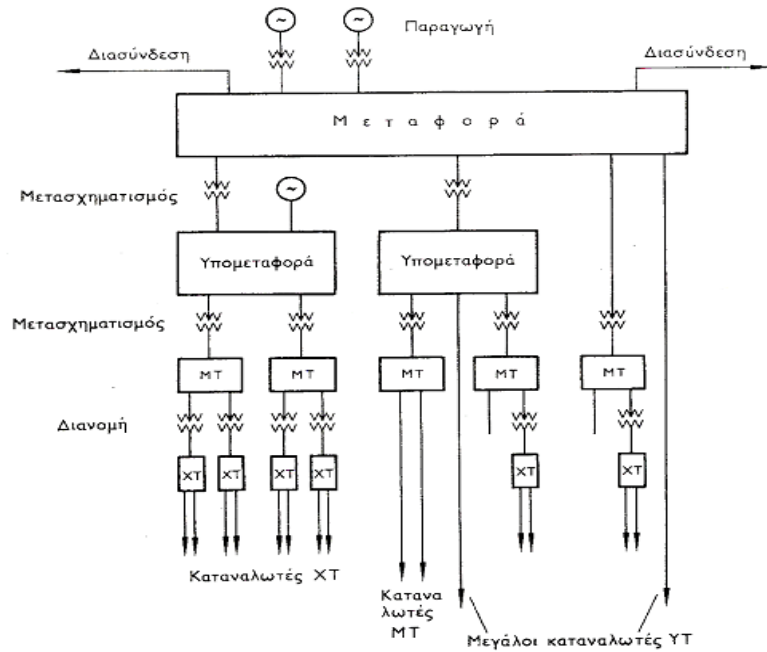 ~
~
Παραγωγή
Διασύνδεση
Διασύνδεση
Μεταφορά
Μετασχηματισμός
~
Υπομεταφορά
Υπομεταφορά
Μετασχηματισμός
ΜΤ
ΜΤ
ΜΤ
ΜΤ
ΜΤ
Διανομή
ΧΤ
ΧΤ
ΧΤ
ΧΤ
ΧΤ
ΧΤ
Καταναλωτές ΧΤ
Κατανα
λωτές
ΜΤ
Μεγάλοι καταναλωτές ΥΤ